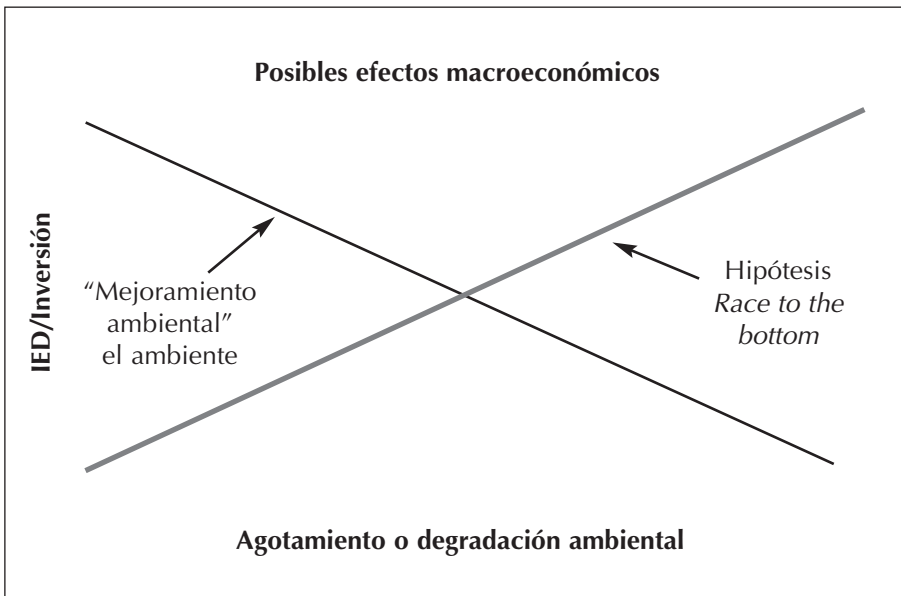 Posibles efectos macroeconómicos
IED/Inversión
“Mejoramiento
ambiental”
el ambiente
Hipótesis
Race to the
bottom
Agotamiento o degradación ambiental